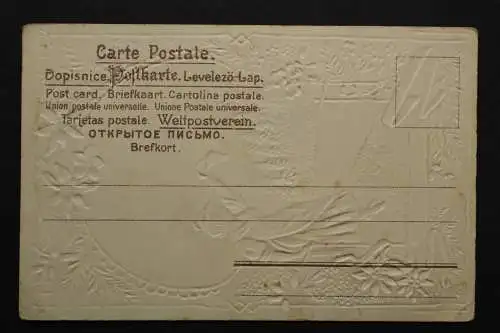 Carte Postale.
Dopisnice. Postkarte. Levelező-Lap.
Post card. Briefkaart. Cartolina postale.
Union postale universelle. Unione Postale universale.
Tarjetas postale. Weltpostverein.
ОТКРЫТОЕ ПИСЬМО.
Brefkort.